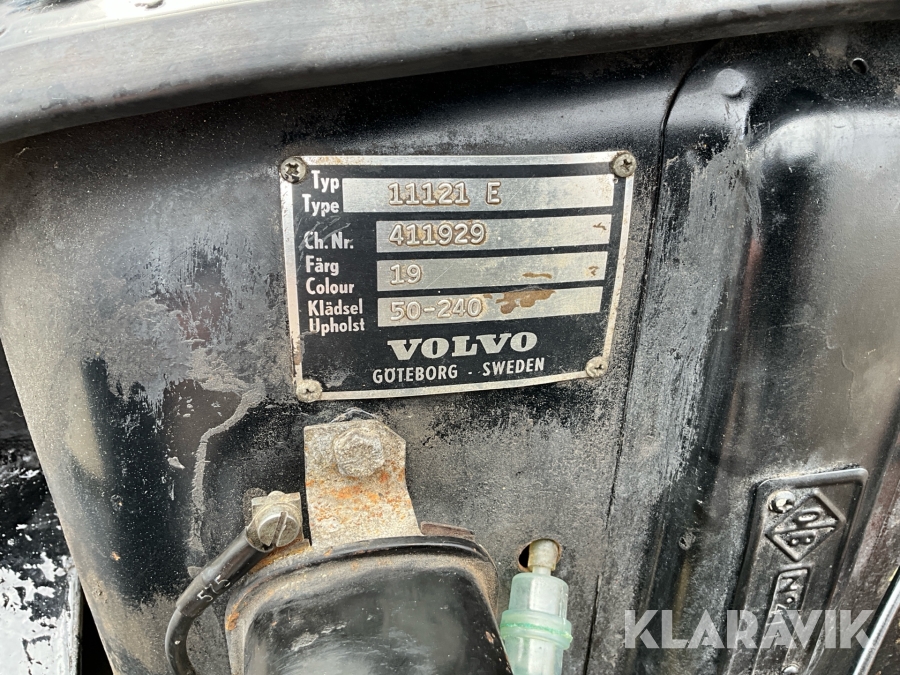 Typ
Type 11121 E
Ch. Nr. 411929
Färg
Colour 19
Klädsel
Upholst 50-240
VOLVO
GÖTEBORG - SWEDEN
KLARAVIK